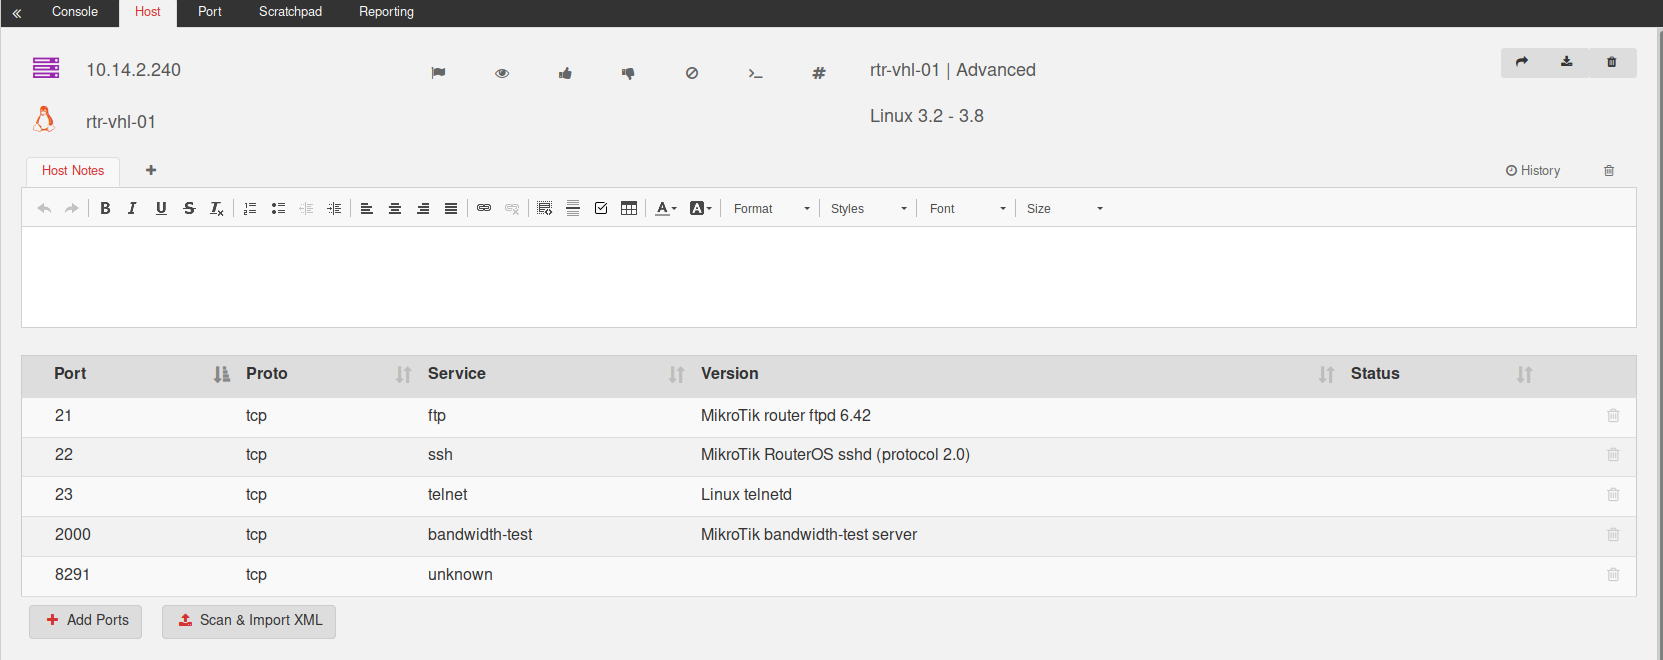 « Console Host Port Scratchpad Reporting
10.14.2.240 rtr-vhl-01 | Advanced
rtr-vhl-01 Linux 3.2 - 3.8
Host Notes + History
B I U S Tx A A Format Styles Font Size
Port Proto Service Version Status
21 tcp ftp MikroTik router ftpd 6.42
22 tcp ssh MikroTik RouterOS sshd (protocol 2.0)
23 tcp telnet Linux telnetd
2000 tcp bandwidth-test MikroTik bandwidth-test server
8291 tcp unknown
+ Add Ports Scan & Import XML